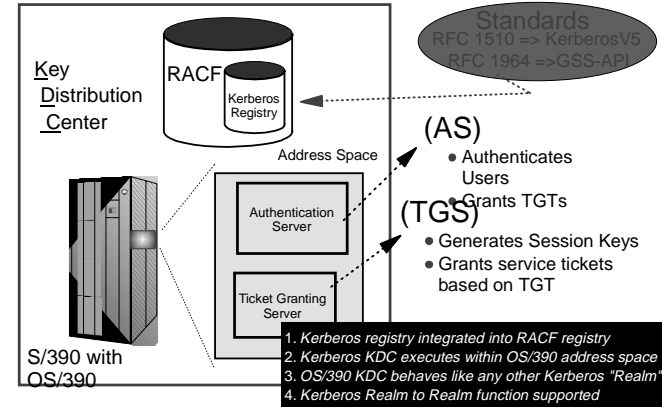 Standards
RFC 1510 => KerberosV5
RFC 1964 =>GSS-API
Key
Distribution
Center
RACF
Kerberos
Registry
Address Space
(AS)
● Authenticates
Users
● Grants TGTs
Authentication
Server
(TGS)
● Generates Session Keys
● Grants service tickets
based on TGT
Ticket Granting
Server
S/390 with
OS/390
1. Kerberos registry integrated into RACF registry
2. Kerberos KDC executes within OS/390 address space
3. OS/390 KDC behaves like any other Kerberos "Realm"
4. Kerberos Realm to Realm function supported